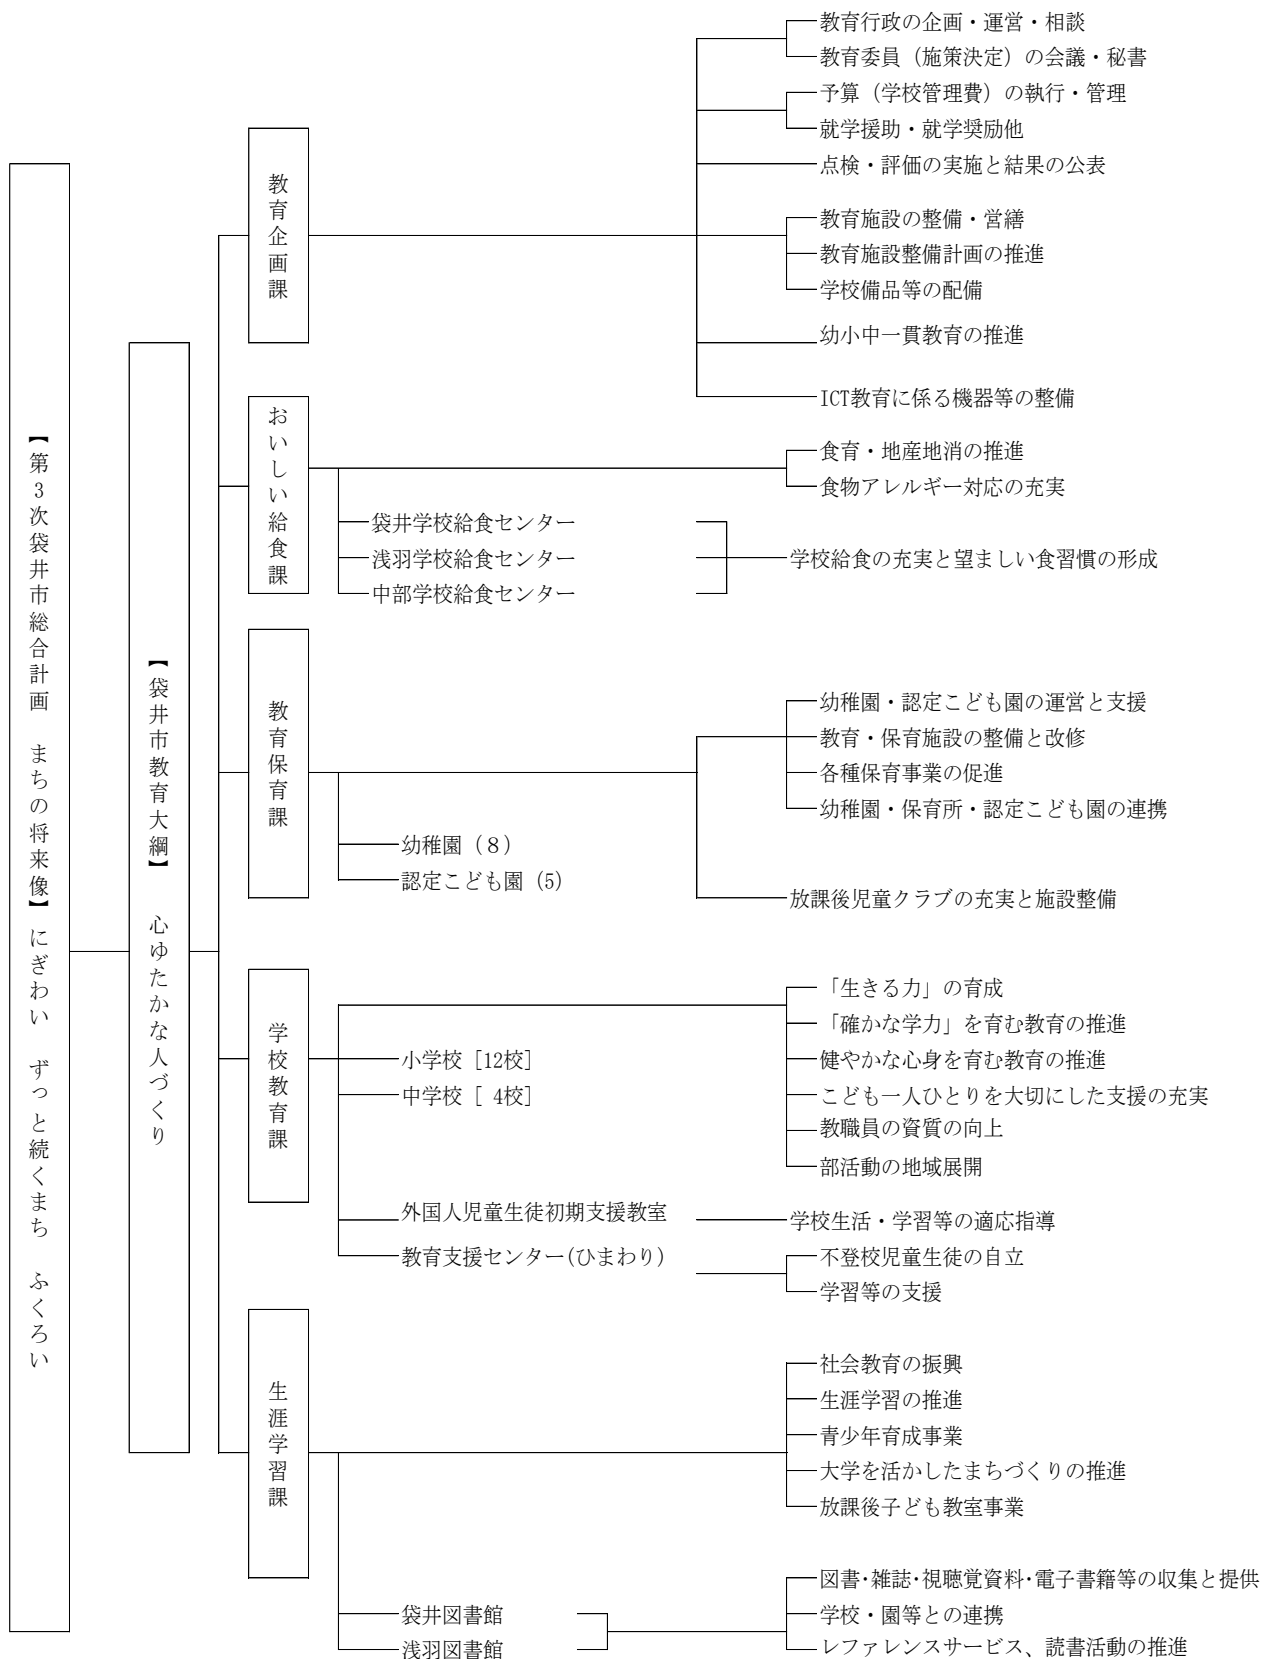 【第3次袋井市総合計画　まちの将来像】にぎわい　ずっと続くまち　ふくろい
【袋井市教育大綱】　心ゆたかな人づくり
教育企画課
教育行政の企画・運営・相談
教育委員（施策決定）の会議・秘書
予算（学校管理費）の執行・管理
就学援助・就学奨励他
点検・評価の実施と結果の公表
教育施設の整備・営繕
教育施設整備計画の推進
学校備品等の配備
幼小中一貫教育の推進
ICT教育に係る機器等の整備
おいしい給食課
食育・地産地消の推進
食物アレルギー対応の充実
袋井学校給食センター
浅羽学校給食センター
中部学校給食センター
学校給食の充実と望ましい食習慣の形成
教育保育課
幼稚園・認定こども園の運営と支援
教育・保育施設の整備と改修
各種保育事業の促進
幼稚園・保育所・認定こども園の連携
幼稚園（８）
認定こども園（5）
放課後児童クラブの充実と施設整備
学校教育課
「生きる力」の育成
「確かな学力」を育む教育の推進
健やかな心身を育む教育の推進
こども一人ひとりを大切にした支援の充実
教職員の資質の向上
部活動の地域展開
小学校［12校］
中学校［ 4校］
外国人児童生徒初期支援教室
学校生活・学習等の適応指導
教育支援センター(ひまわり)
不登校児童生徒の自立
学習等の支援
生涯学習課
社会教育の振興
生涯学習の推進
青少年育成事業
大学を活かしたまちづくりの推進
放課後子ども教室事業
袋井図書館
浅羽図書館
図書･雑誌･視聴覚資料･電子書籍等の収集と提供
学校・園等との連携
レファレンスサービス、読書活動の推進